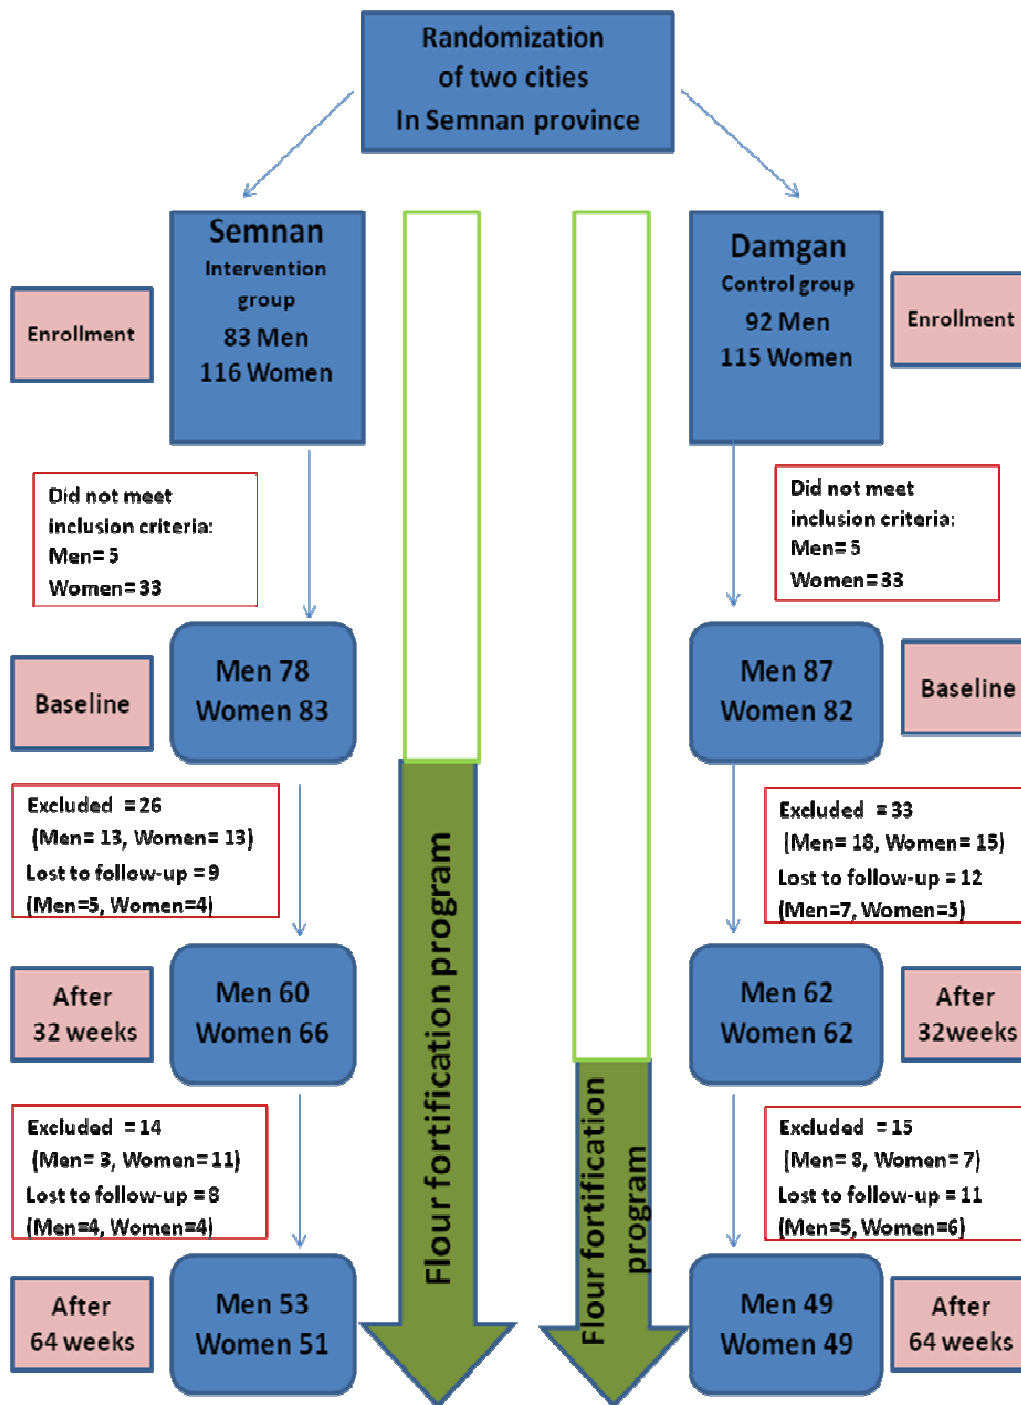 Randomization
of two cities
In Semnan province
Semnan
Intervention
group
83 Men
116 Women
Damgan
Control group
92 Men
115 Women
Enrollment
Enrollment
Did not meet
inclusion criteria:
Men= 5
Women= 33
Did not meet
inclusion criteria:
Men= 5
Women= 33
Baseline
Men 78
Women 83
Men 87
Women 82
Baseline
Excluded = 26
(Men= 13, Women= 13)
Lost to follow-up = 9
(Men=5, Women=4)
Excluded = 33
(Men= 18, Women= 15)
Lost to follow-up = 12
(Men=7, Women=5)
Flour fortification program
After
32 weeks
Men 60
Women 66
Men 62
Women 62
After
32weeks
Excluded = 14
(Men= 3, Women= 11)
Lost to follow-up = 8
(Men=4, Women=4)
Flour fortification
program
Excluded = 15
(Men= 8, Women= 7)
Lost to follow-up = 11
(Men=5, Women=6)
After
64 weeks
Men 53
Women 51
Men 49
Women 49
After
64 weeks